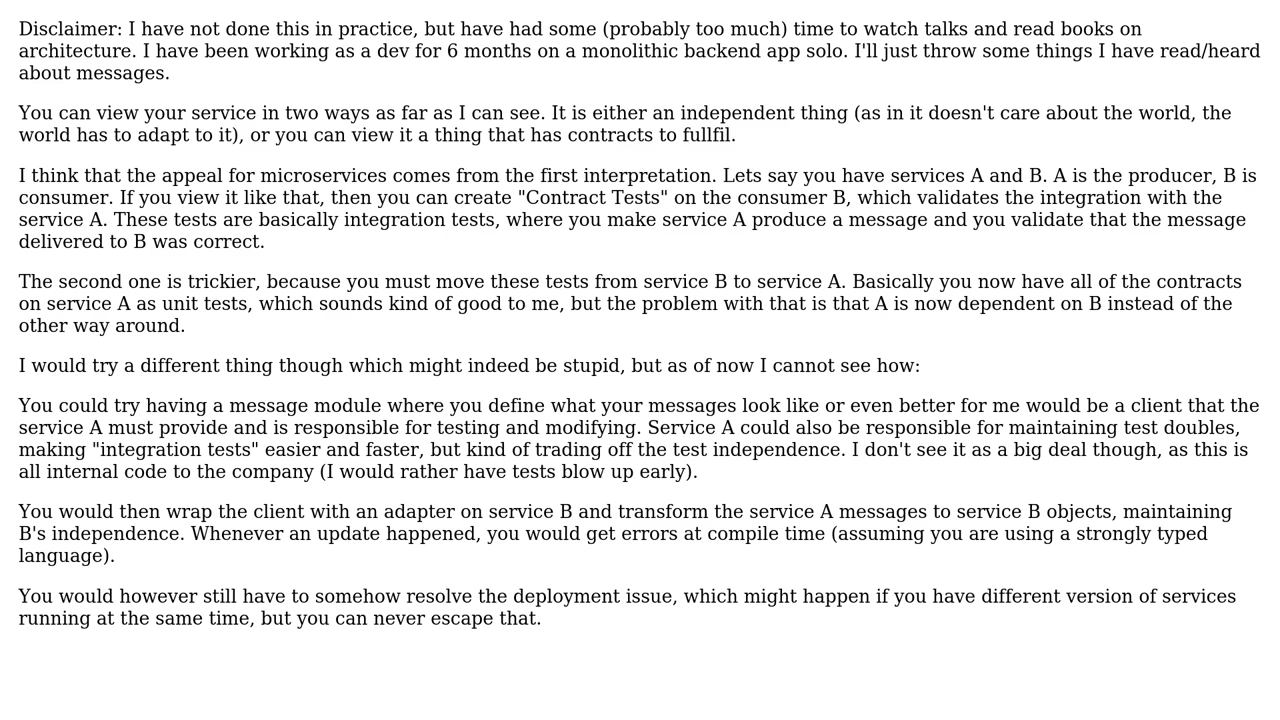 Disclaimer: I have not done this in practice, but have had some (probably too much) time to watch talks and read books on
architecture. I have been working as a dev for 6 months on a monolithic backend app solo. I'll just throw some things I have read/heard
about messages.
You can view your service in two ways as far as I can see. It is either an independent thing (as in it doesn't care about the world, the
world has to adapt to it), or you can view it a thing that has contracts to fullfil.
I think that the appeal for microservices comes from the first interpretation. Lets say you have services A and B. A is the producer, B is
consumer. If you view it like that, then you can create "Contract Tests" on the consumer B, which validates the integration with the
service A. These tests are basically integration tests, where you make service A produce a message and you validate that the message
delivered to B was correct.
The second one is trickier, because you must move these tests from service B to service A. Basically you now have all of the contracts
on service A as unit tests, which sounds kind of good to me, but the problem with that is that A is now dependent on B instead of the
other way around.
I would try a different thing though which might indeed be stupid, but as of now I cannot see how:
You could try having a message module where you define what your messages look like or even better for me would be a client that the
service A must provide and is responsible for testing and modifying. Service A could also be responsible for maintaining test doubles,
making "integration tests" easier and faster, but kind of trading off the test independence. I don't see it as a big deal though, as this is
all internal code to the company (I would rather have tests blow up early).
You would then wrap the client with an adapter on service B and transform the service A messages to service B objects, maintaining
B's independence. Whenever an update happened, you would get errors at compile time (assuming you are using a strongly typed
language).
You would however still have to somehow resolve the deployment issue, which might happen if you have different version of services
running at the same time, but you can never escape that.